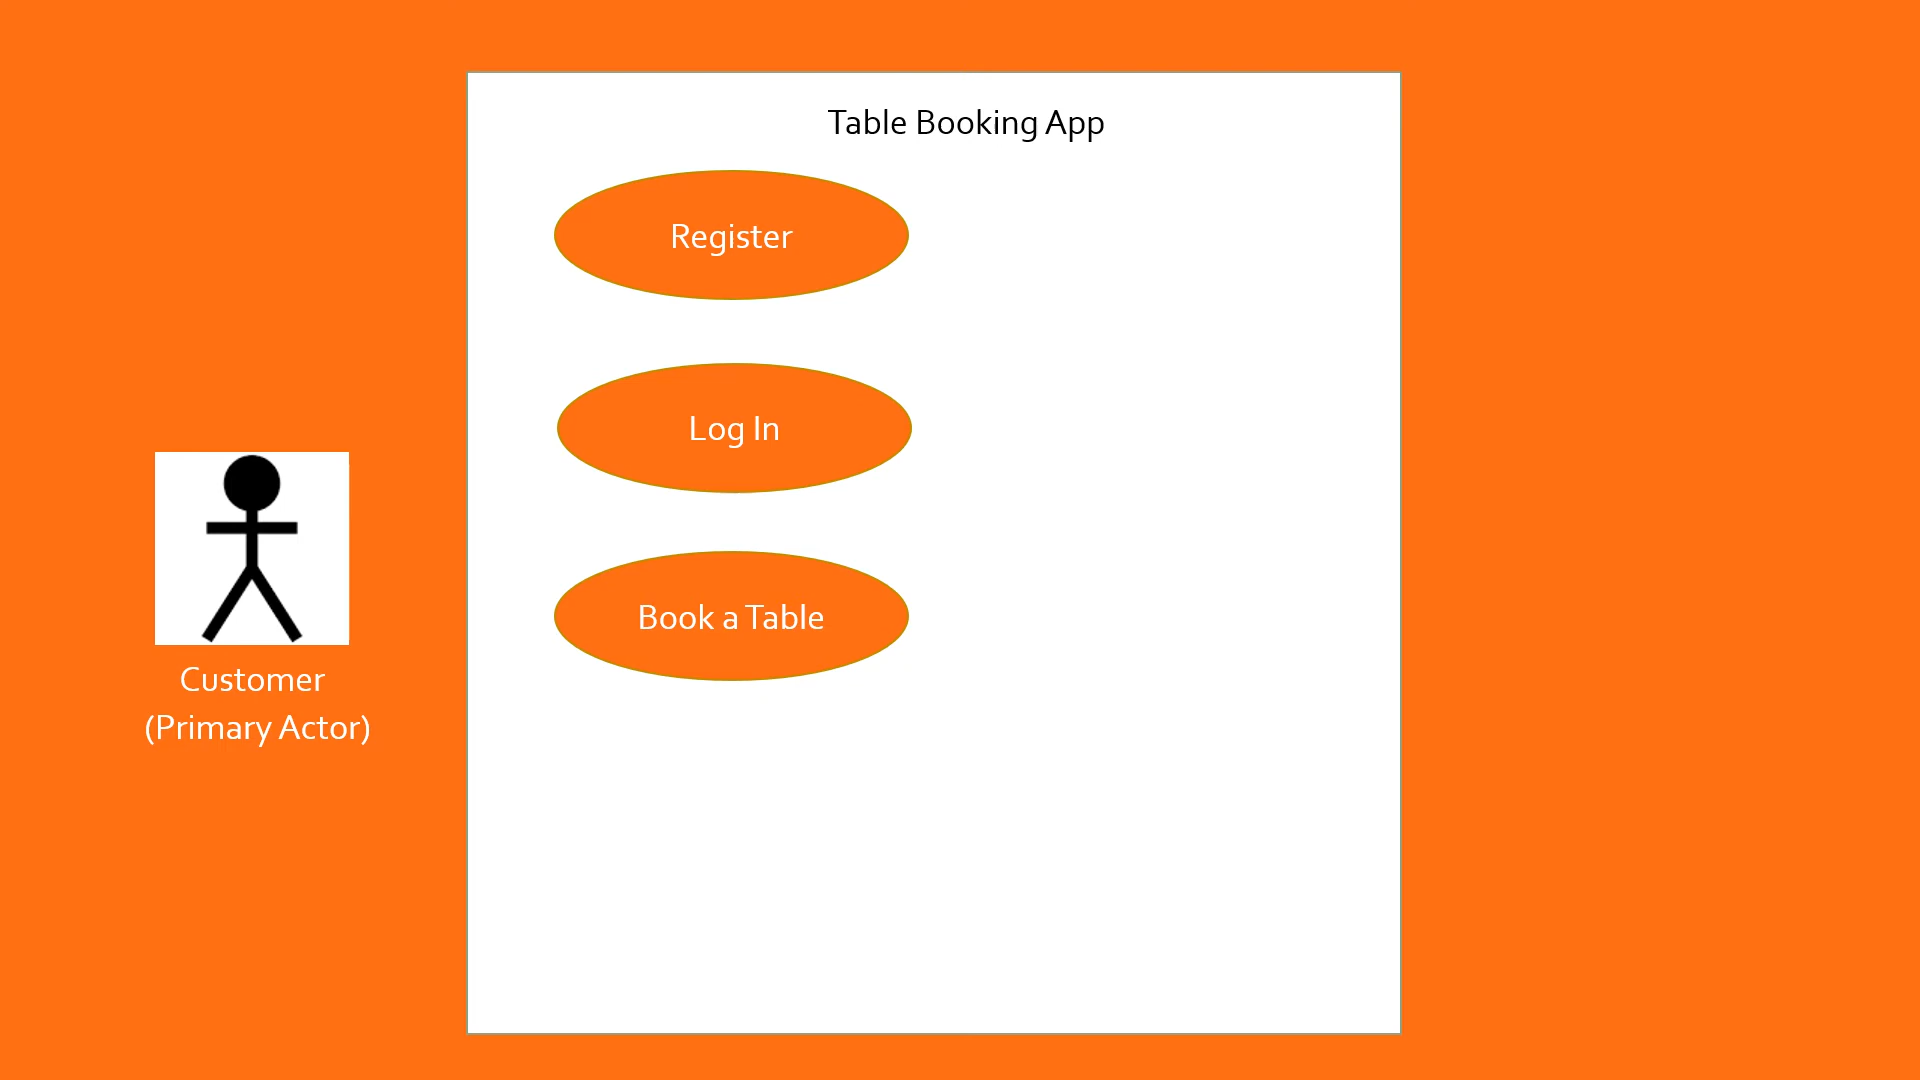 Table Booking App
Register
Log In
Book a Table
Customer
(Primary Actor)